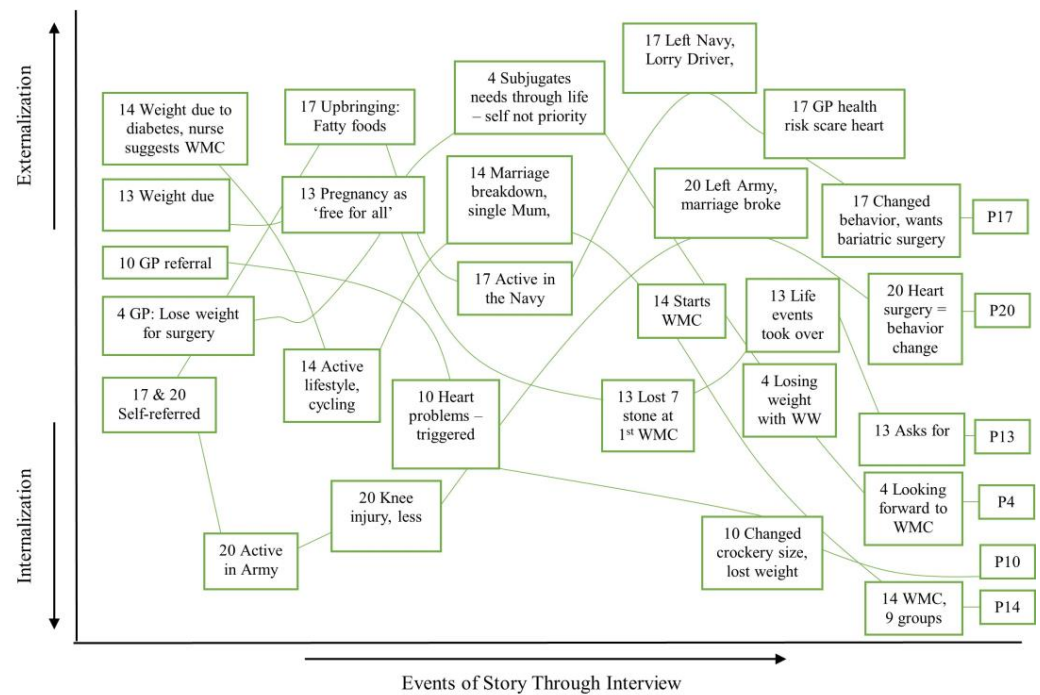 Externalization
Internalization
14 Weight due to
diabetes, nurse
suggests WMC
13 Weight due
10 GP referral
4 GP: Lose weight
for surgery
17 & 20
Self-referred
20 Active
in Army
17 Upbringing:
Fatty foods
13 Pregnancy as
‘free for all’
14 Active
lifestyle,
cycling
20 Knee
injury, less
4 Subjugates
needs through life
– self not priority
14 Marriage
breakdown,
single Mum,
17 Active in
the Navy
10 Heart
problems –
triggered
17 Left Navy,
Lorry Driver,
20 Left Army,
marriage broke
14 Starts
WMC
13 Lost 7
stone at
1st WMC
10 Changed
crockery size,
lost weight
17 GP health
risk scare heart
13 Life
events
took over
4 Losing
weight
with WW
17 Changed
behavior, wants
bariatric surgery
20 Heart
surgery =
behavior
change
13 Asks for
4 Looking
forward to
WMC
14 WMC,
9 groups
P17
P20
P13
P4
P10
P14
Events of Story Through Interview